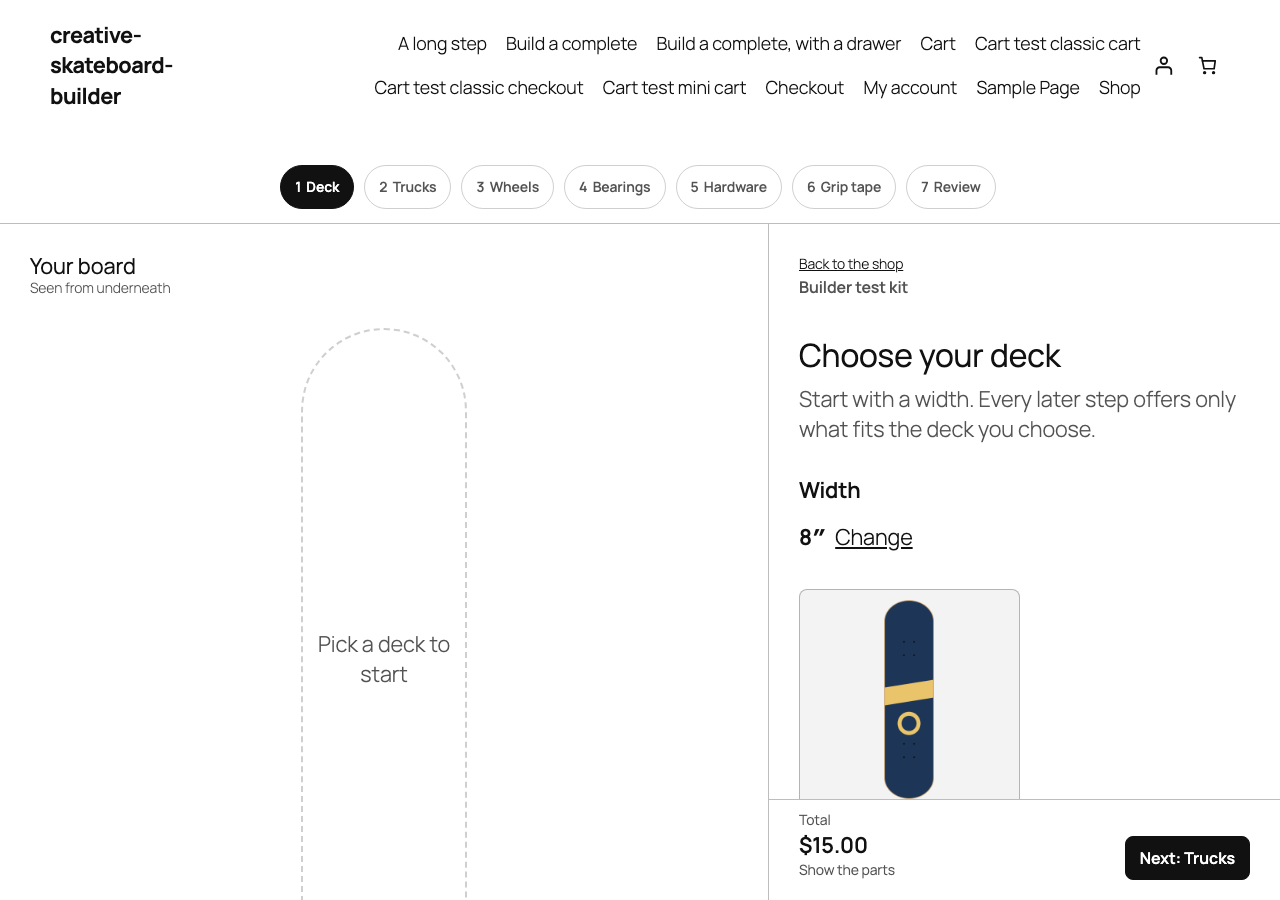 creative-
skateboard-
builder
A long step Build a complete Build a complete, with a drawer Cart Cart test classic cart
Cart test classic checkout Cart test mini cart Checkout My account Sample Page Shop
1 Deck 2 Trucks 3 Wheels 4 Bearings 5 Hardware 6 Grip tape 7 Review
Your board
Seen from underneath
Pick a deck to
start
Back to the shop
Builder test kit
Choose your deck
Start with a width. Every later step offers only
what fits the deck you choose.
Width
8″ Change
Total
$15.00
Show the parts
Next: Trucks